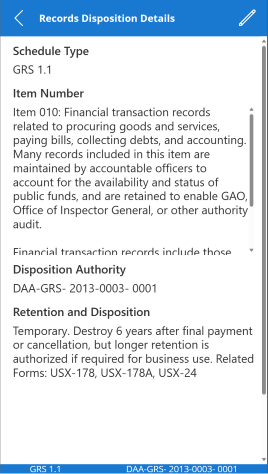 Records Disposition Details
Schedule Type
GRS 1.1
Item Number
Item 010: Financial transaction records
related to procuring goods and services,
paying bills, collecting debts, and accounting.
Many records included in this item are
maintained by accountable officers to
account for the availability and status of
public funds, and are retained to enable GAO,
Office of Inspector General, or other authority
audit.
Financial transaction records include those
Disposition Authority
DAA-GRS- 2013-0003- 0001
Retention and Disposition
Temporary. Destroy 6 years after final payment
or cancellation, but longer retention is
authorized if required for business use. Related
Forms: USX-178, USX-178A, USX-24
GRS 1.1 DAA-GRS- 2013-0003- 0001